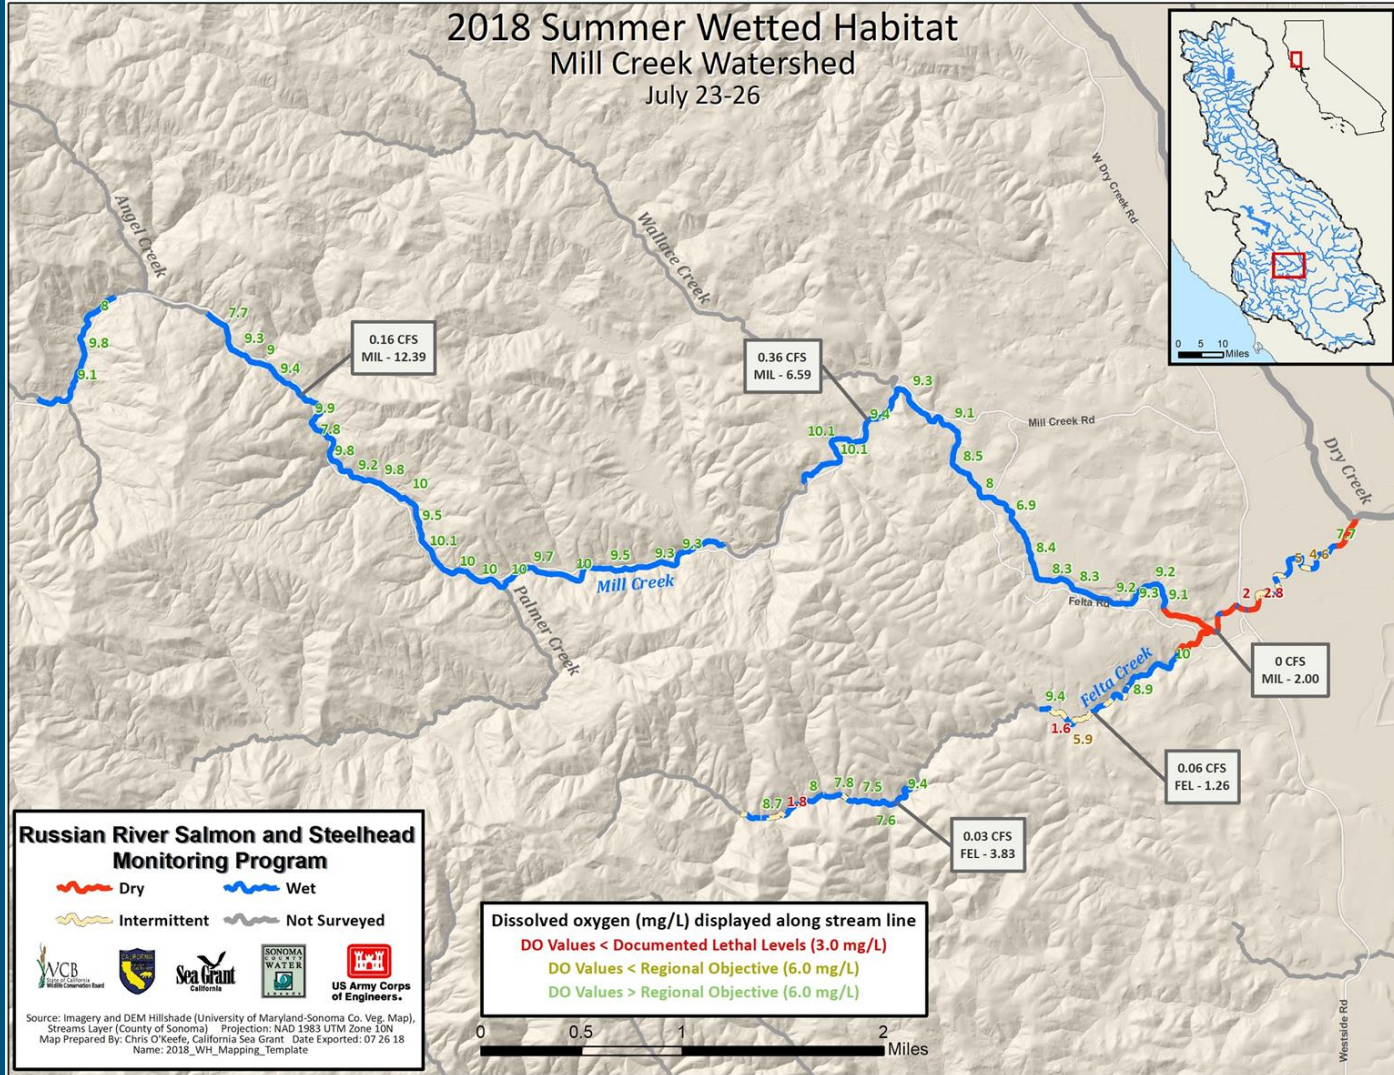 2018 Summer Wetted Habitat
Mill Creek Watershed
July 23-26
W Dry Creek Rd
0 5 10
Miles
Angel Creek
Wallace Creek
8
9.8
9.1
7.7
9.3
9
9.4
0.16 CFS
MIL - 12.39
9.9
7.8
9.8
9.2
9.8
10
9.5
10.1
10
10
10
9.7
10
9.5
9.3
9.3
Mill Creek
Palmer Creek
0.36 CFS
MIL - 6.59
10.1
10.1
9.4
9.3
9.1
Mill Creek Rd
8.5
8
6.9
8.4
8.3
8.3
9.2
9.3
9.2
9.1
Felta Rd
Dry Creek
7.7
5
4.6
2.8
2
0 CFS
MIL - 2.00
10
Felta Creek
8.9
9.4
1.6
5.9
0.06 CFS
FEL - 1.26
8.7
1.8
8
7.8
7.5
7.6
9.4
0.03 CFS
FEL - 3.83
Westside Rd
Russian River Salmon and Steelhead
Monitoring Program
Dry
Wet
Intermittent
Not Surveyed
WCB
State of California
Wildlife Conservation Board
CALIFORNIA
Sea Grant
California
SONOMA
COUNTY
WATER
AGENCY
US Army Corps
of Engineers®
Source: Imagery and DEM Hillshade (University of Maryland-Sonoma Co. Veg. Map),
Streams Layer (County of Sonoma) Projection: NAD 1983 UTM Zone 10N
Map Prepared By: Chris O'Keefe, California Sea Grant Date Exported: 07 26 18
Name: 2018_WH_Mapping_Template
Dissolved oxygen (mg/L) displayed along stream line
DO Values < Documented Lethal Levels (3.0 mg/L)
DO Values < Regional Objective (6.0 mg/L)
DO Values > Regional Objective (6.0 mg/L)
0 0.5 1 2
Miles